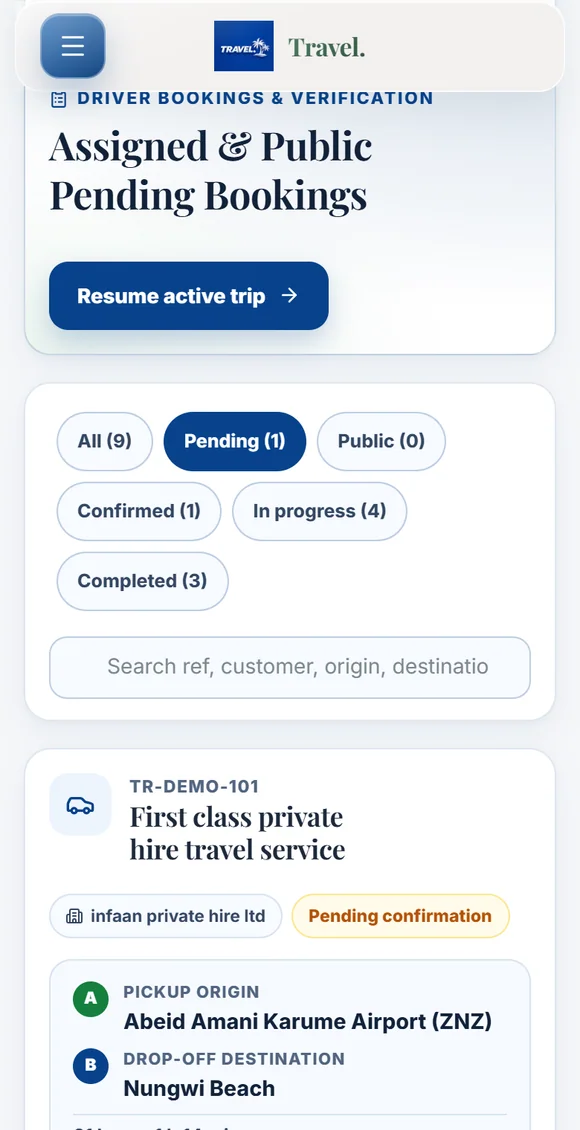 TRAVEL.
Travel.
DRIVER BOOKINGS & VERIFICATION
Assigned & Public
Pending Bookings
Resume active trip →
All (9)
Pending (1)
Public (0)
Confirmed (1)
In progress (4)
Completed (3)
Search ref, customer, origin, destinatio
TR-DEMO-101
First class private
hire travel service
infaan private hire ltd
Pending confirmation
A
PICKUP ORIGIN
Abeid Amani Karume Airport (ZNZ)
B
DROP-OFF DESTINATION
Nungwi Beach